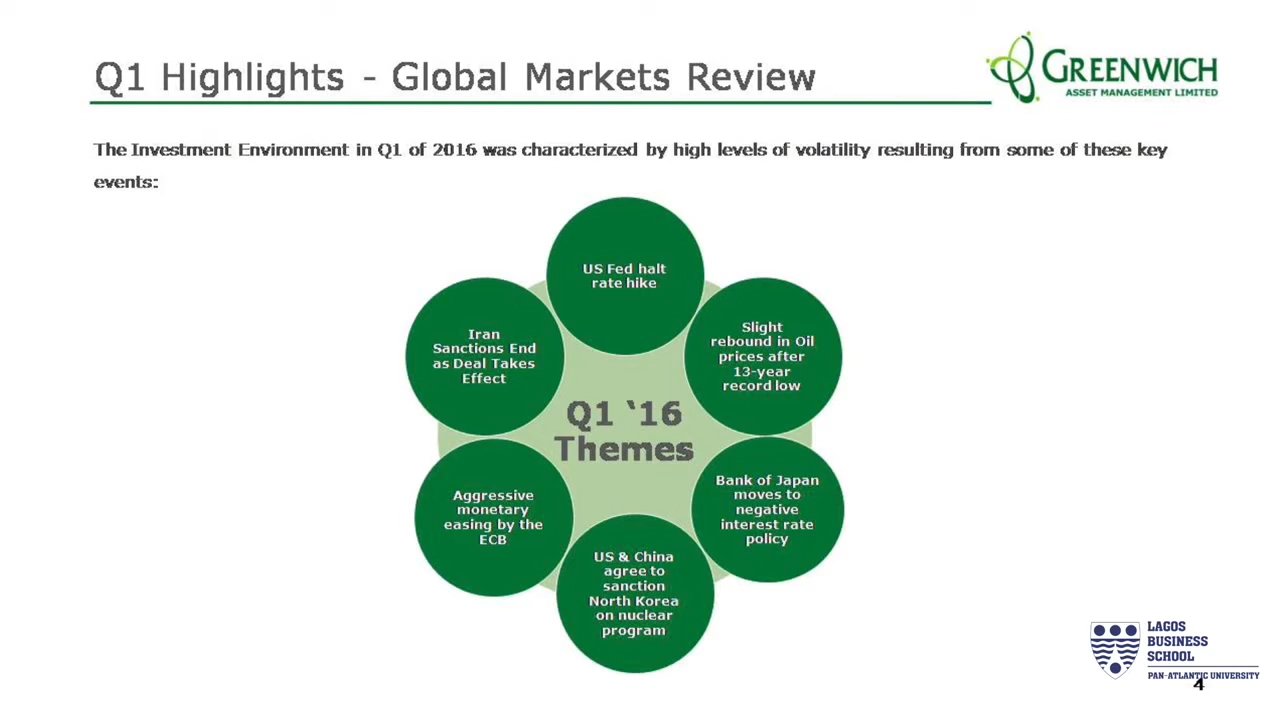 Q1 Highlights - Global Markets Review
GREENWICH
ASSET MANAGEMENT LIMITED
The Investment Environment in Q1 of 2016 was characterized by high levels of volatility resulting from some of these key
events:
US Fed halt
rate hike
Slight
rebound in Oil
prices after
13-year
record low
Bank of Japan
moves to
negative
interest rate
policy
US & China
agree to
sanction
North Korea
on nuclear
program
Aggressive
monetary
easing by the
ECB
Iran
Sanctions End
as Deal Takes
Effect
Q1 ‘16
Themes
LAGOS
BUSINESS
SCHOOL
PAN-ATLANTIC UNIVERSITY
4